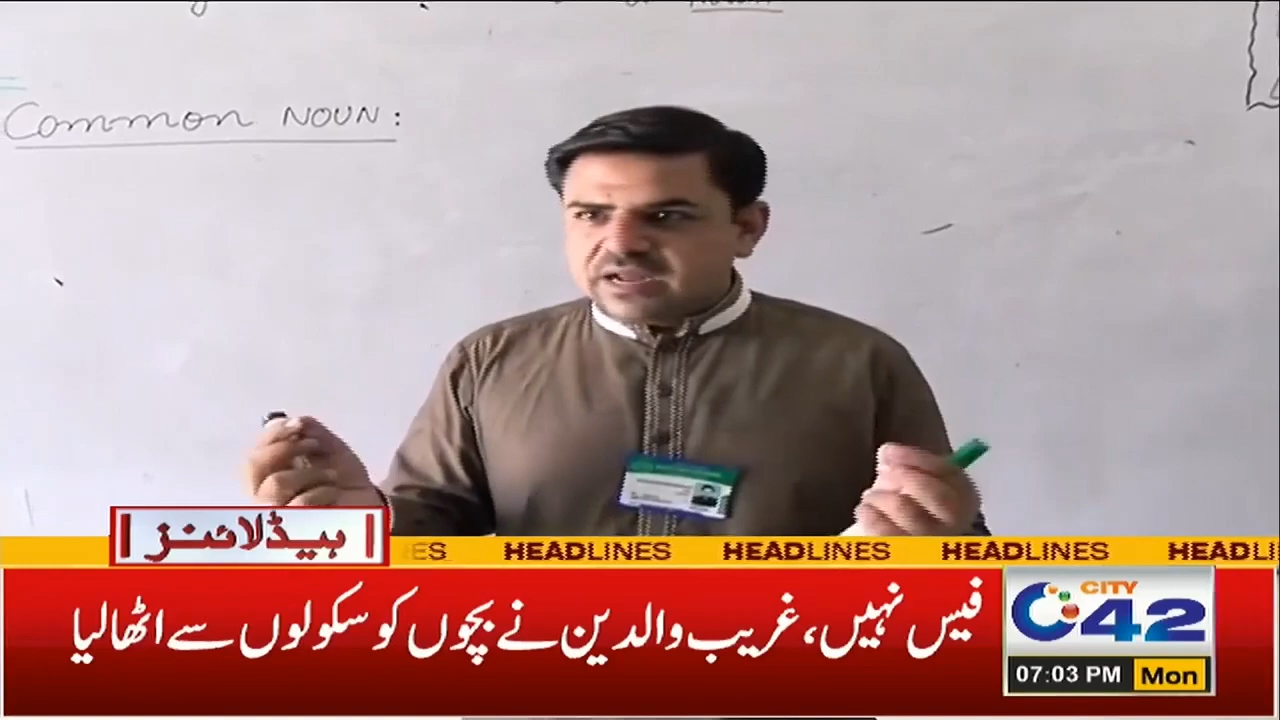 Common NOUN:
ہیڈلائنز
HEADLINES HEADLINES HEADLINES
فیس نہیں، غریب والدین نے بچوں کو سکولوں سے اٹھالیا
CITY
42
07:03 PM Mon